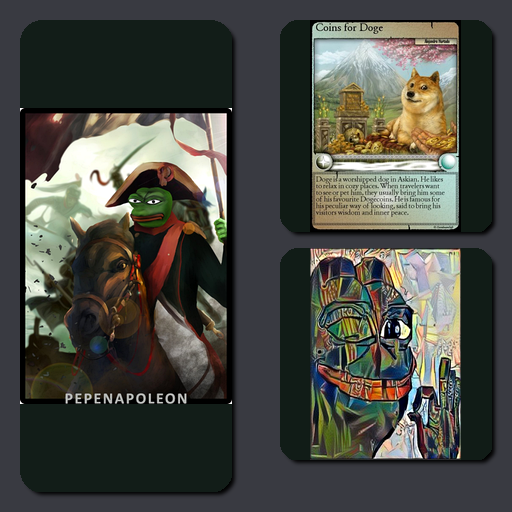 PEPENAPOLEON
Coins for Doge
Doge is a worshipped dog in Askian. He likes
to relax in cozy places. When travelers want
to see or pet him, they usually bring him some
of his favourite Dogecoins. He is famous for
his peculiar way of looking, said to bring his
visitors wisdom and inner peace.